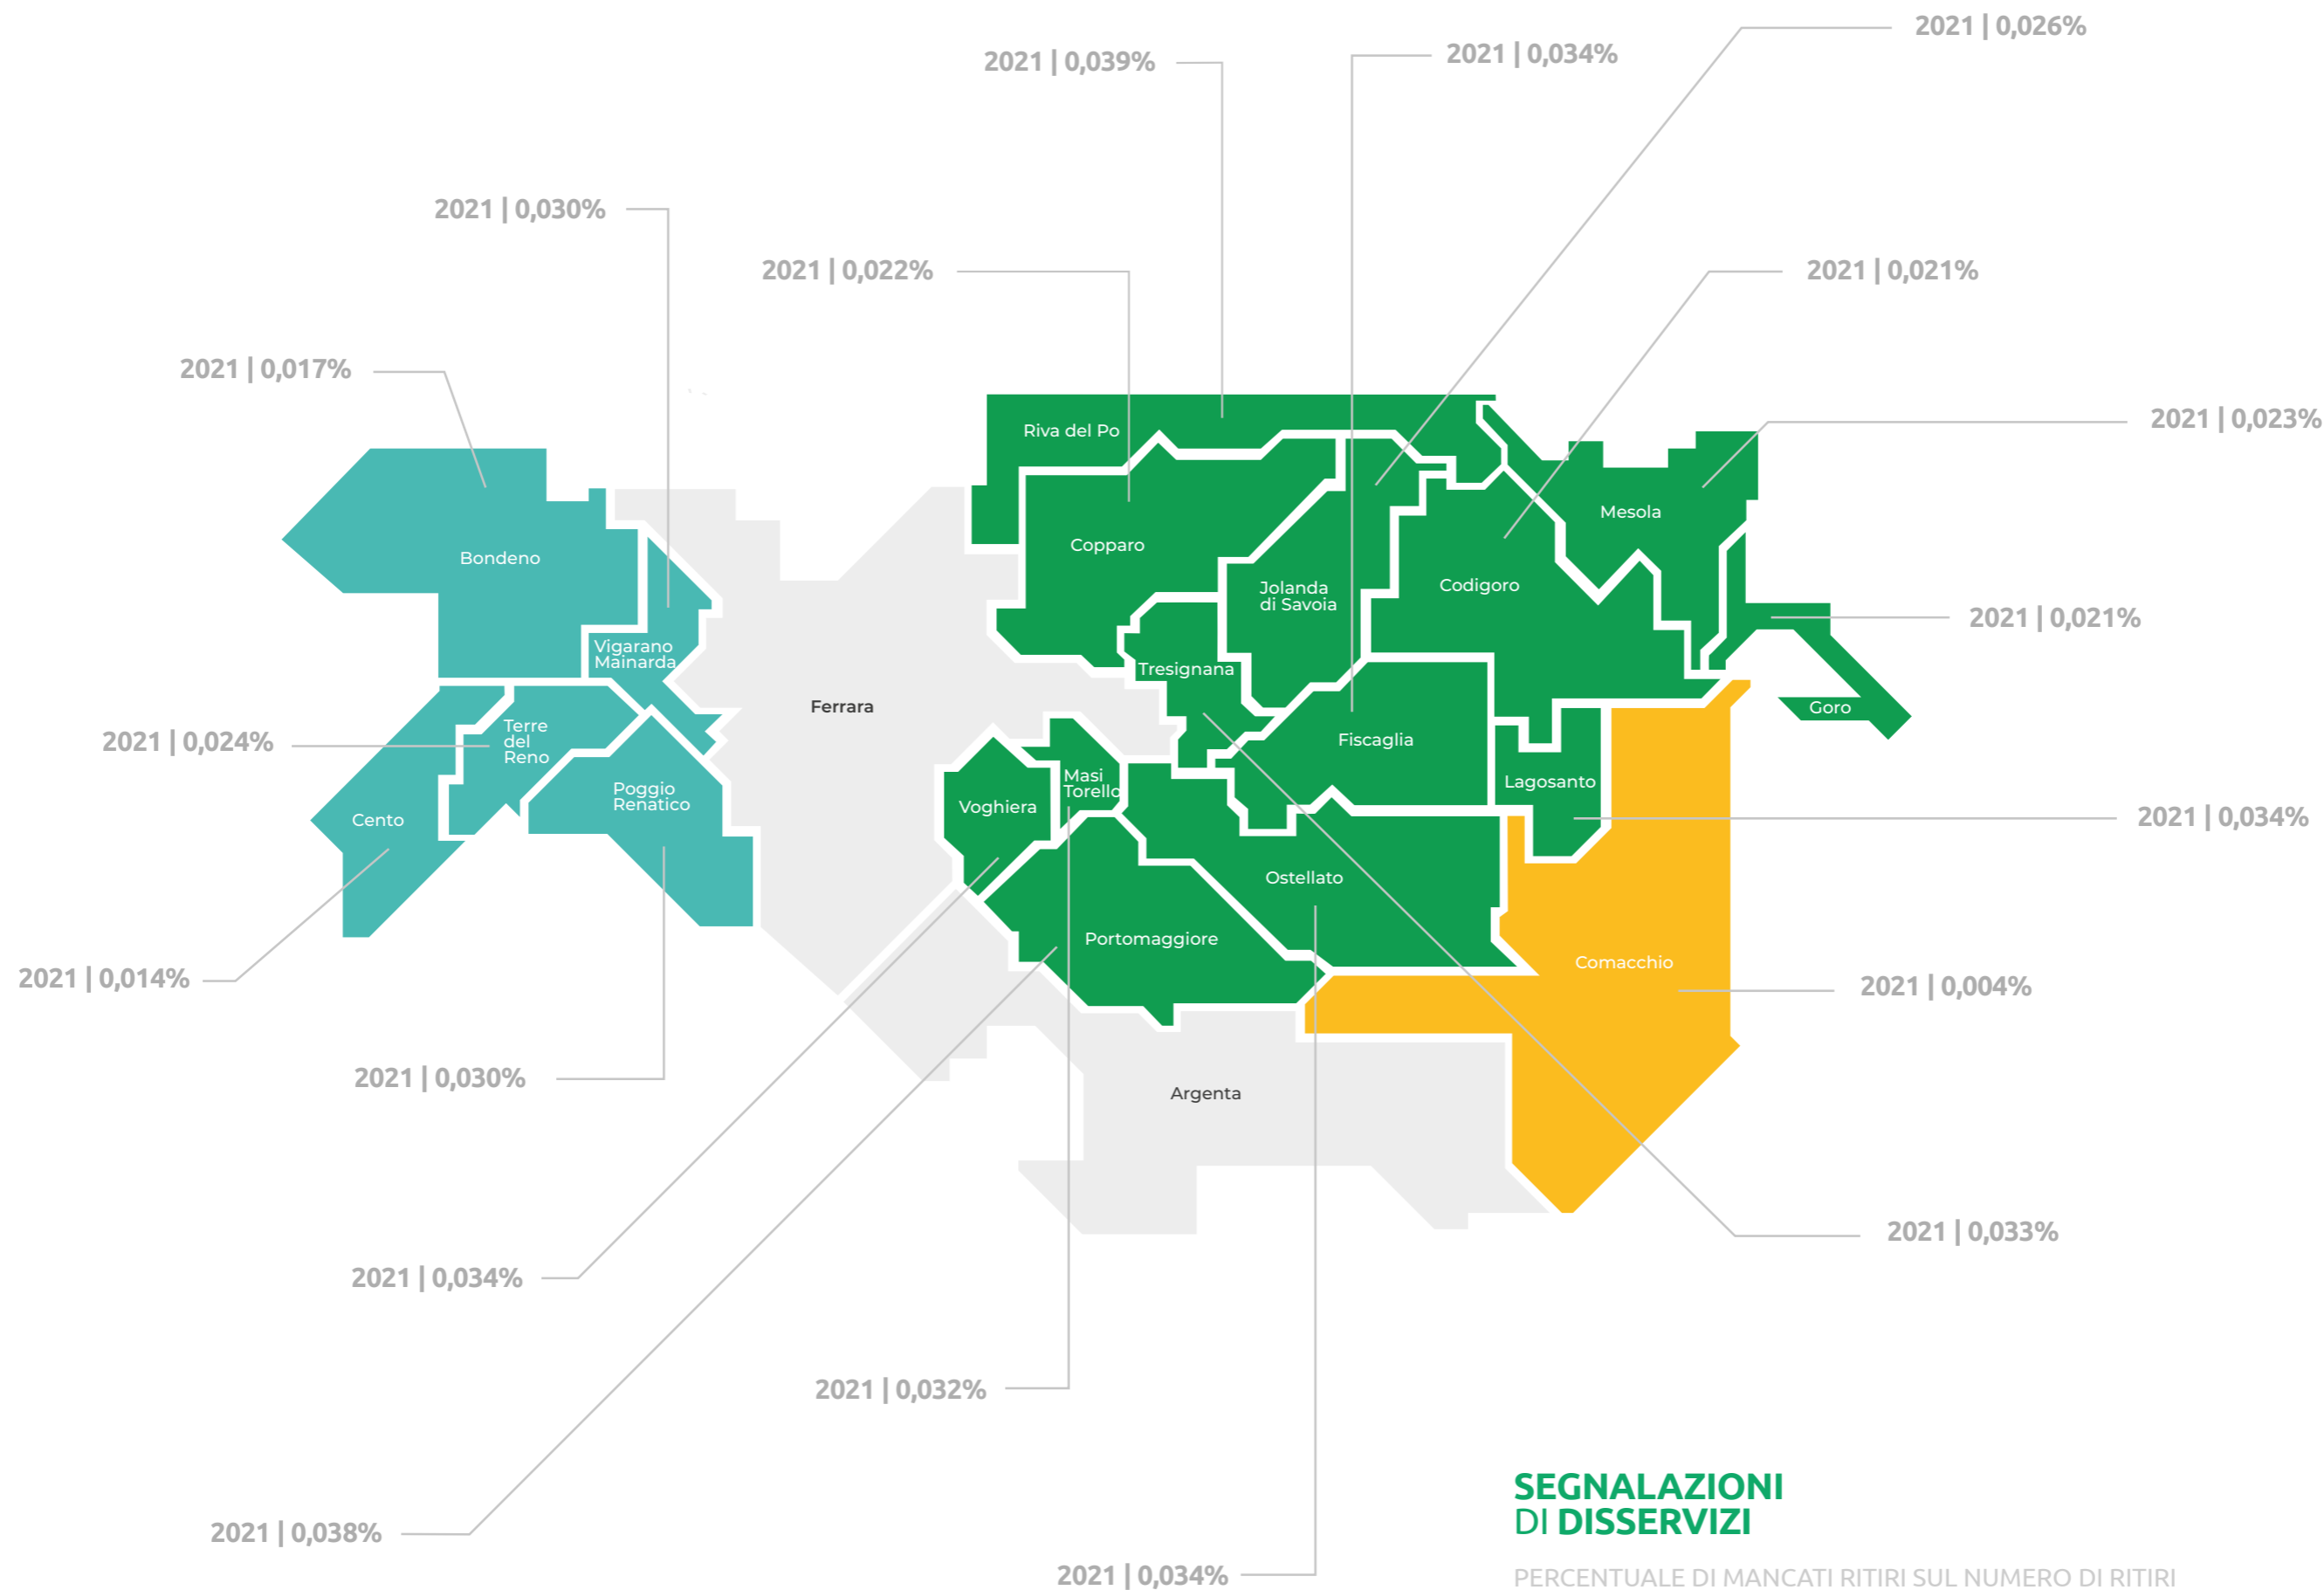 2021 | 0,026%
2021 | 0,034%
2021 | 0,039%
2021 | 0,030%
2021 | 0,022%
2021 | 0,021%
2021 | 0,017%
2021 | 0,023%
Riva del Po
Mesola
Copparo
Bondeno
Jolanda
di Savoia
Codigoro
2021 | 0,021%
Vigarano
Mainarda
Tresignana
Ferrara
Goro
Terre
del
Reno
2021 | 0,024%
Fiscaglia
Masi
Torello
Lagosanto
Poggio
Renatico
Voghiera
Cento
2021 | 0,034%
Ostellato
Portomaggiore
Comacchio
2021 | 0,014%
2021 | 0,004%
2021 | 0,030%
Argenta
2021 | 0,033%
2021 | 0,034%
2021 | 0,032%
2021 | 0,038%
2021 | 0,034%
SEGNALAZIONI
DI DISSERVIZI
PERCENTUALE DI MANCATI RITIRI SUL NUMERO DI RITIRI